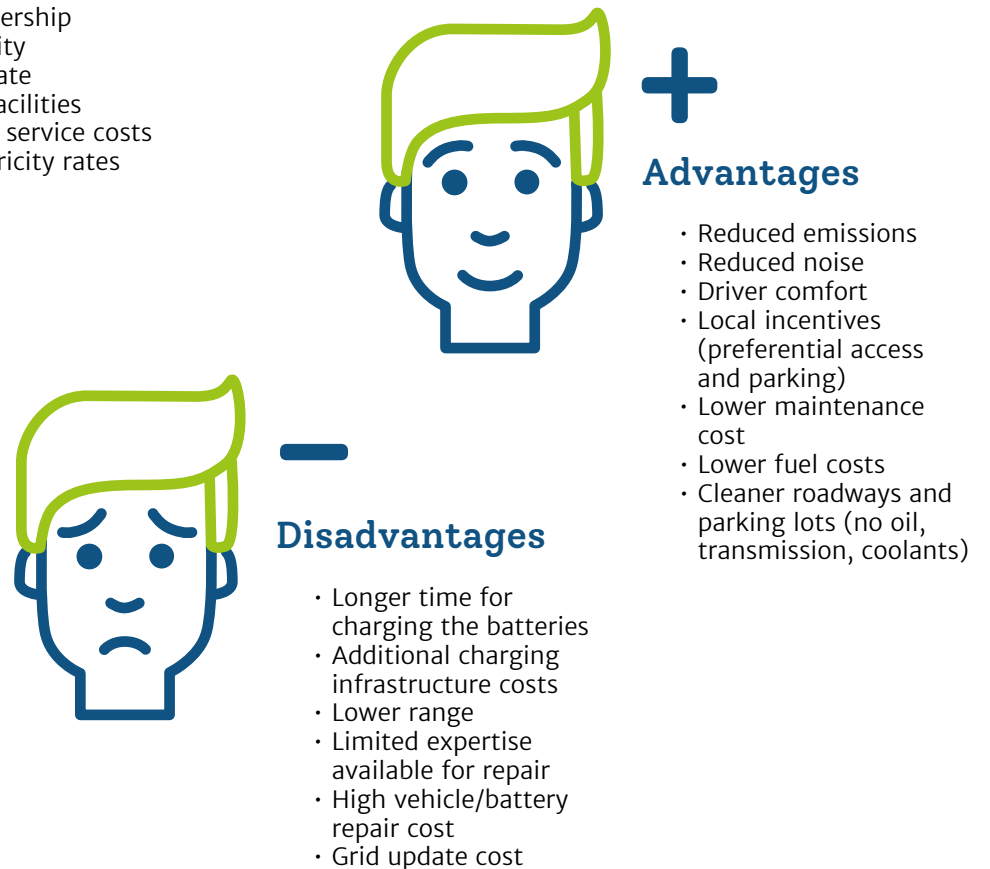 ership
ity
ate
acilities
service costs
ricity rates
+
Advantages
· Reduced emissions
· Reduced noise
· Driver comfort
· Local incentives
(preferential access
and parking)
· Lower maintenance
cost
· Lower fuel costs
· Cleaner roadways and
parking lots (no oil,
transmission, coolants)
–
Disadvantages
· Longer time for
charging the batteries
· Additional charging
infrastructure costs
· Lower range
· Limited expertise
available for repair
· High vehicle/battery
repair cost
· Grid update cost